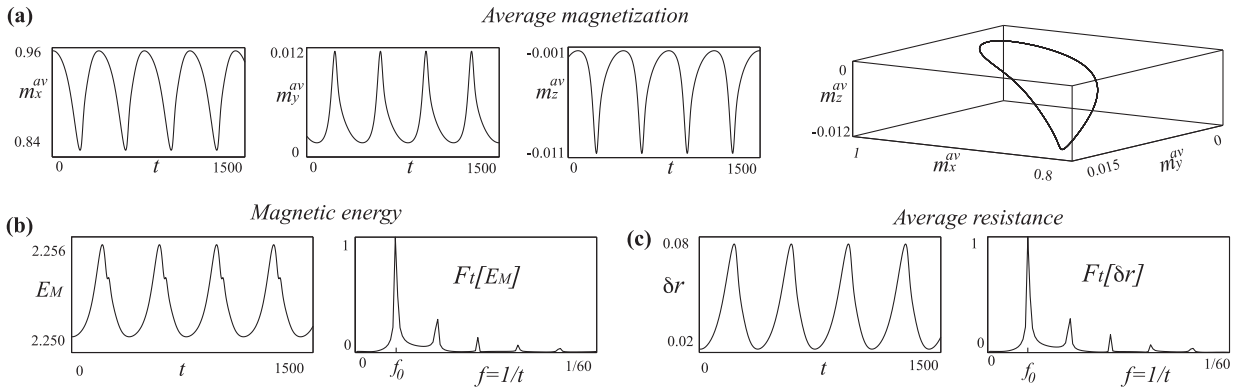 (a)
Average magnetization
0.96
m_x^av
0.84
0
t
1500
0.012
m_y^av
0
0
t
1500
-0.001
m_z^av
-0.011
0
t
1500
0
m_z^av
-0.012
1
m_x^av
0.8
0.015
m_y^av
0
(b)
Magnetic energy
2.256
E_M
2.250
0
t
1500
1
0
F_t[E_M]
0
f_0
f=1/t
1/60
(c)
Average resistance
0.08
δr
0.02
0
t
1500
1
0
F_t[δr]
0
f_0
f=1/t
1/60